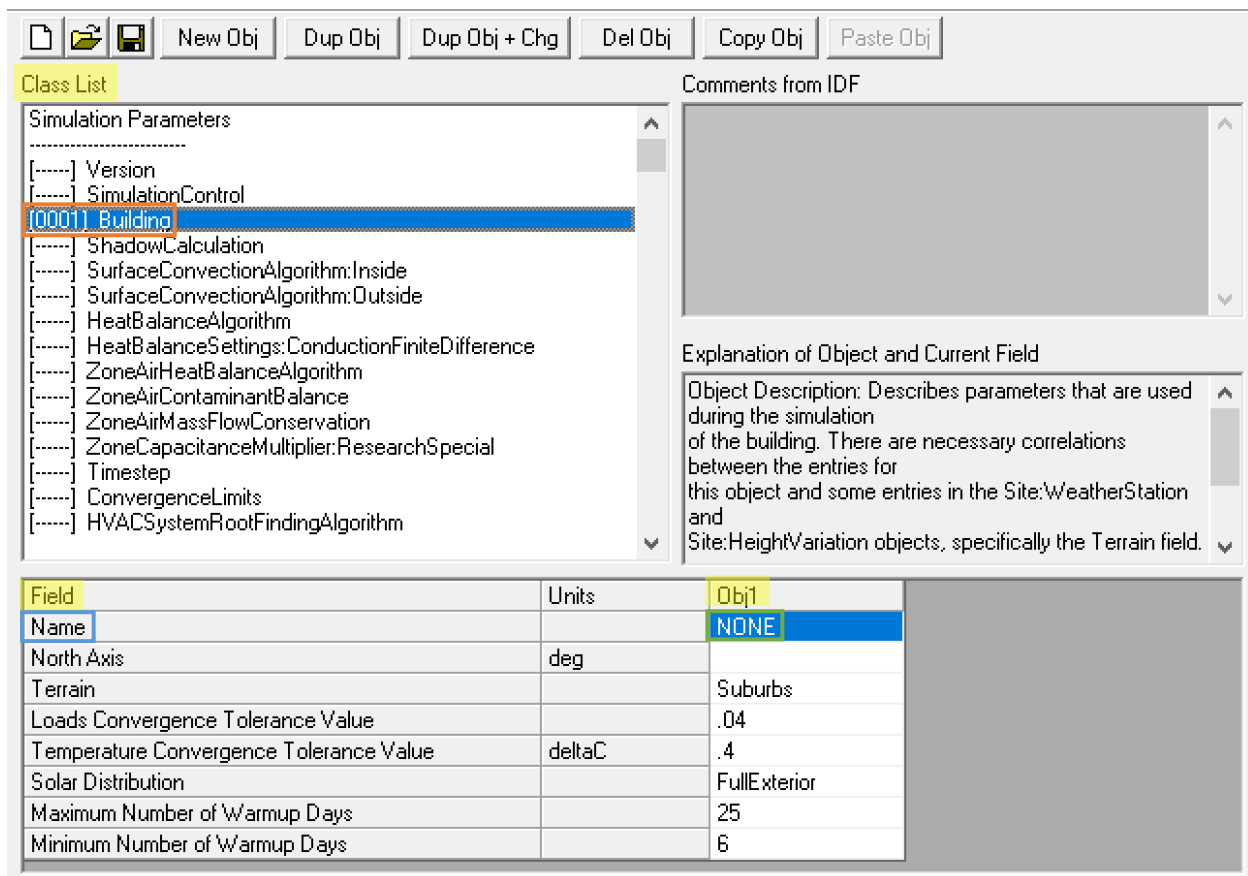 New Obj Dup Obj Dup Obj + Chg Del Obj Copy Obj Paste Obj
Class List
Simulation Parameters
--------------------------
[------] Version
[------] SimulationControl
[0001] Building
[------] ShadowCalculation
[------] SurfaceConvectionAlgorithm:Inside
[------] SurfaceConvectionAlgorithm:Outside
[------] HeatBalanceAlgorithm
[------] HeatBalanceSettings:ConductionFiniteDifference
[------] ZoneAirHeatBalanceAlgorithm
[------] ZoneAirContaminantBalance
[------] ZoneAirMassFlowConservation
[------] ZoneCapacitanceMultiplier:ResearchSpecial
[------] Timestep
[------] ConvergenceLimits
[------] HVACSystemRootFindingAlgorithm
Comments from IDF
Explanation of Object and Current Field
Object Description: Describes parameters that are used
during the simulation
of the building. There are necessary correlations
between the entries for
this object and some entries in the Site:WeatherStation
and
Site:HeightVariation objects, specifically the Terrain field.
Field Units Obj1
Name NONE
North Axis deg
Terrain Suburbs
Loads Convergence Tolerance Value .04
Temperature Convergence Tolerance Value deltaC .4
Solar Distribution FullExterior
Maximum Number of Warmup Days 25
Minimum Number of Warmup Days 6